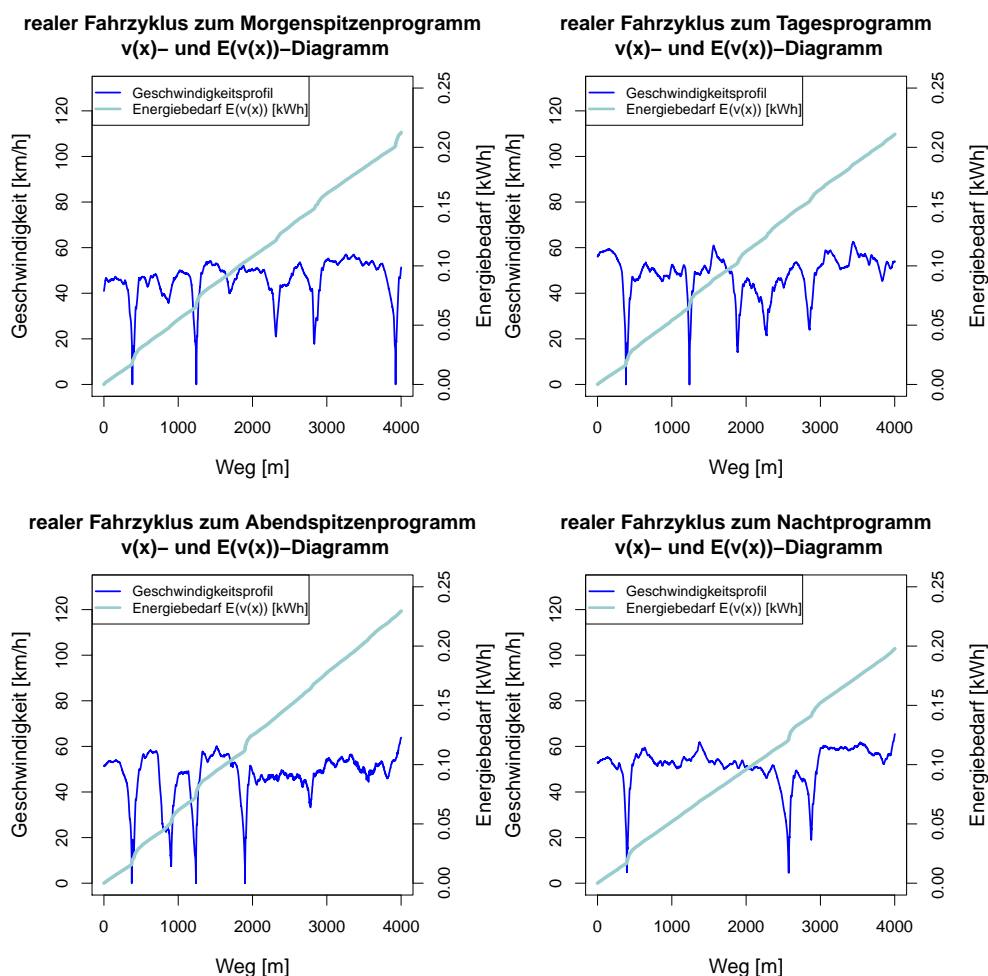 realer Fahrzyklus zum Morgenspitzenprogramm
v(x)− und E(v(x))−Diagramm
Geschwindigkeitsprofil
Energiebedarf E(v(x)) [kWh]
Geschwindigkeit [km/h]
0 20 40 60 80 100 120
Energiebedarf [kWh]
0.00 0.05 0.10 0.15 0.20 0.25
0 1000 2000 3000 4000
Weg [m]
realer Fahrzyklus zum Tagesprogramm
v(x)− und E(v(x))−Diagramm
Geschwindigkeitsprofil
Energiebedarf E(v(x)) [kWh]
Geschwindigkeit [km/h]
0 20 40 60 80 100 120
Energiebedarf [kWh]
0.00 0.05 0.10 0.15 0.20 0.25
0 1000 2000 3000 4000
Weg [m]
realer Fahrzyklus zum Abendspitzenprogramm
v(x)− und E(v(x))−Diagramm
Geschwindigkeitsprofil
Energiebedarf E(v(x)) [kWh]
Geschwindigkeit [km/h]
0 20 40 60 80 100 120
Energiebedarf [kWh]
0.00 0.05 0.10 0.15 0.20 0.25
0 1000 2000 3000 4000
Weg [m]
realer Fahrzyklus zum Nachtprogramm
v(x)− und E(v(x))−Diagramm
Geschwindigkeitsprofil
Energiebedarf E(v(x)) [kWh]
Geschwindigkeit [km/h]
0 20 40 60 80 100 120
Energiebedarf [kWh]
0.00 0.05 0.10 0.15 0.20 0.25
0 1000 2000 3000 4000
Weg [m]